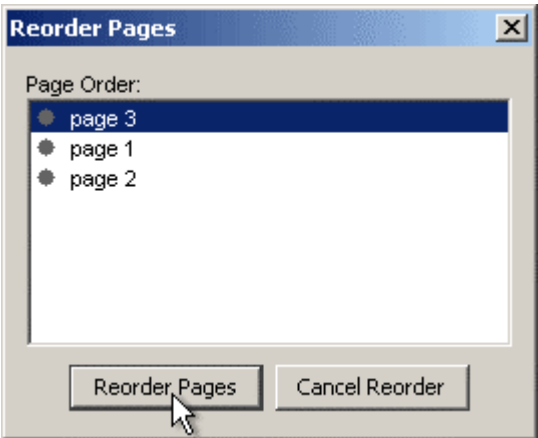 Reorder Pages
Page Order:
page 3
page 1
page 2
Reorder Pages Cancel Reorder